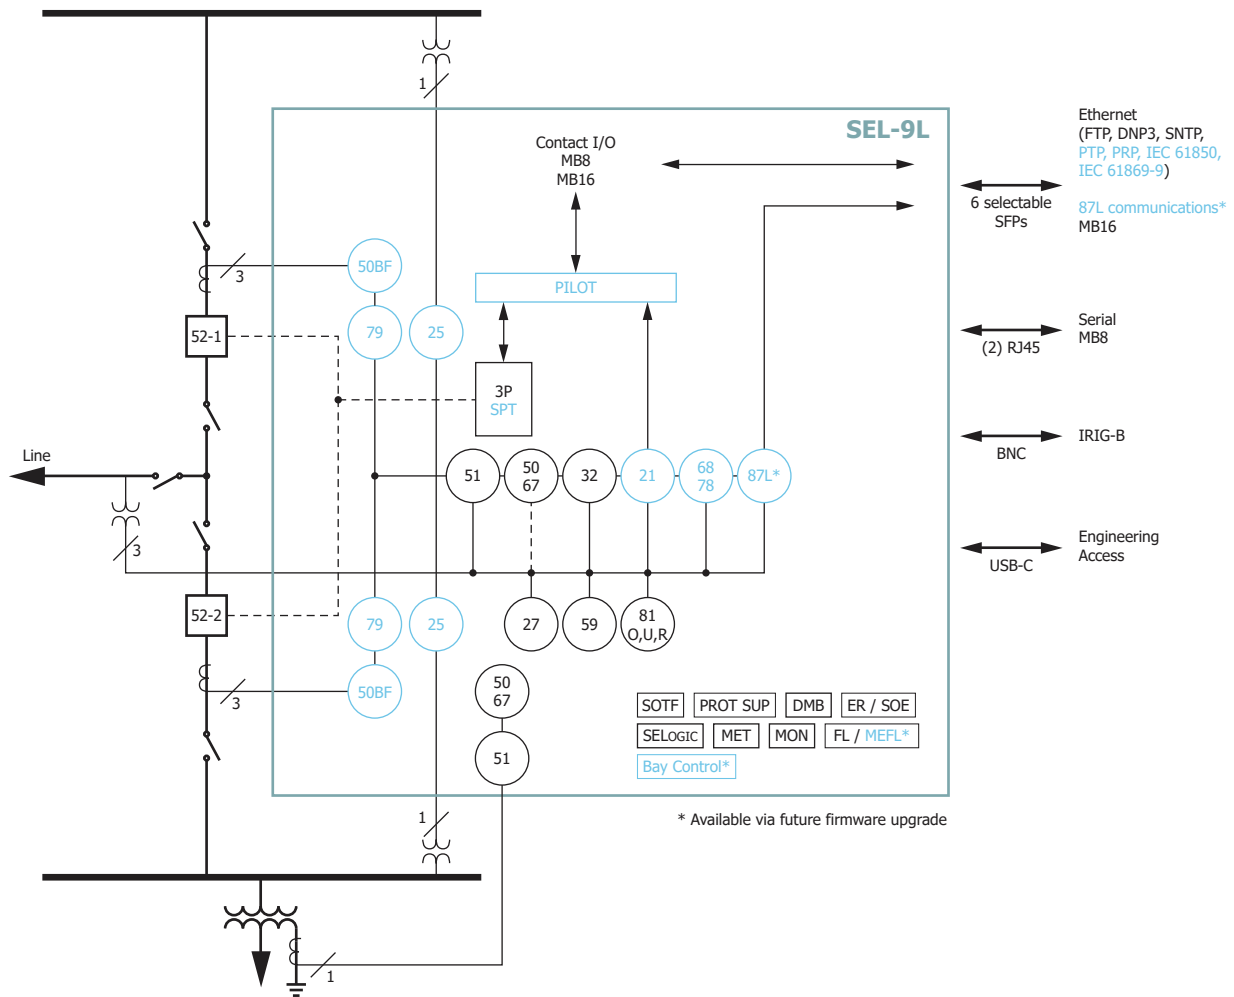 1
SEL-9L
Contact I/O
MB8
MB16
Ethernet
(FTP, DNP3, SNTP,
PTP, PRP, IEC 61850,
IEC 61869-9)
6 selectable
SFPs
87L communications*
MB16
3
50BF
PILOT
52-1
79
25
3P
SPT
(2) RJ45
Serial
MB8
BNC
IRIG-B
Line
51
50
67
32
21
68
78
87L*
3
USB-C
Engineering
Access
52-2
79
25
27
59
81
O,U,R
3
50BF
50
67
51
SOTF
PROT SUP
DMB
ER / SOE
SELOGIC
MET
MON
FL / MEFL*
Bay Control*
1
* Available via future firmware upgrade
1